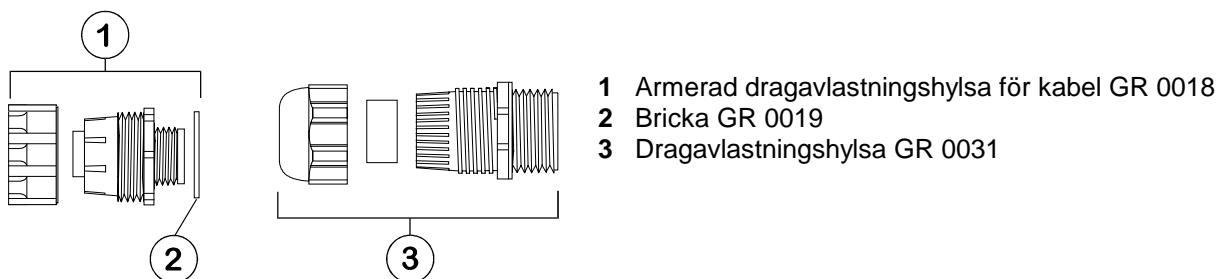 1
1 Armerad dragavlastningshylsa för kabel GR 0018
2 Bricka GR 0019
3 Dragavlastningshylsa GR 0031
2
3